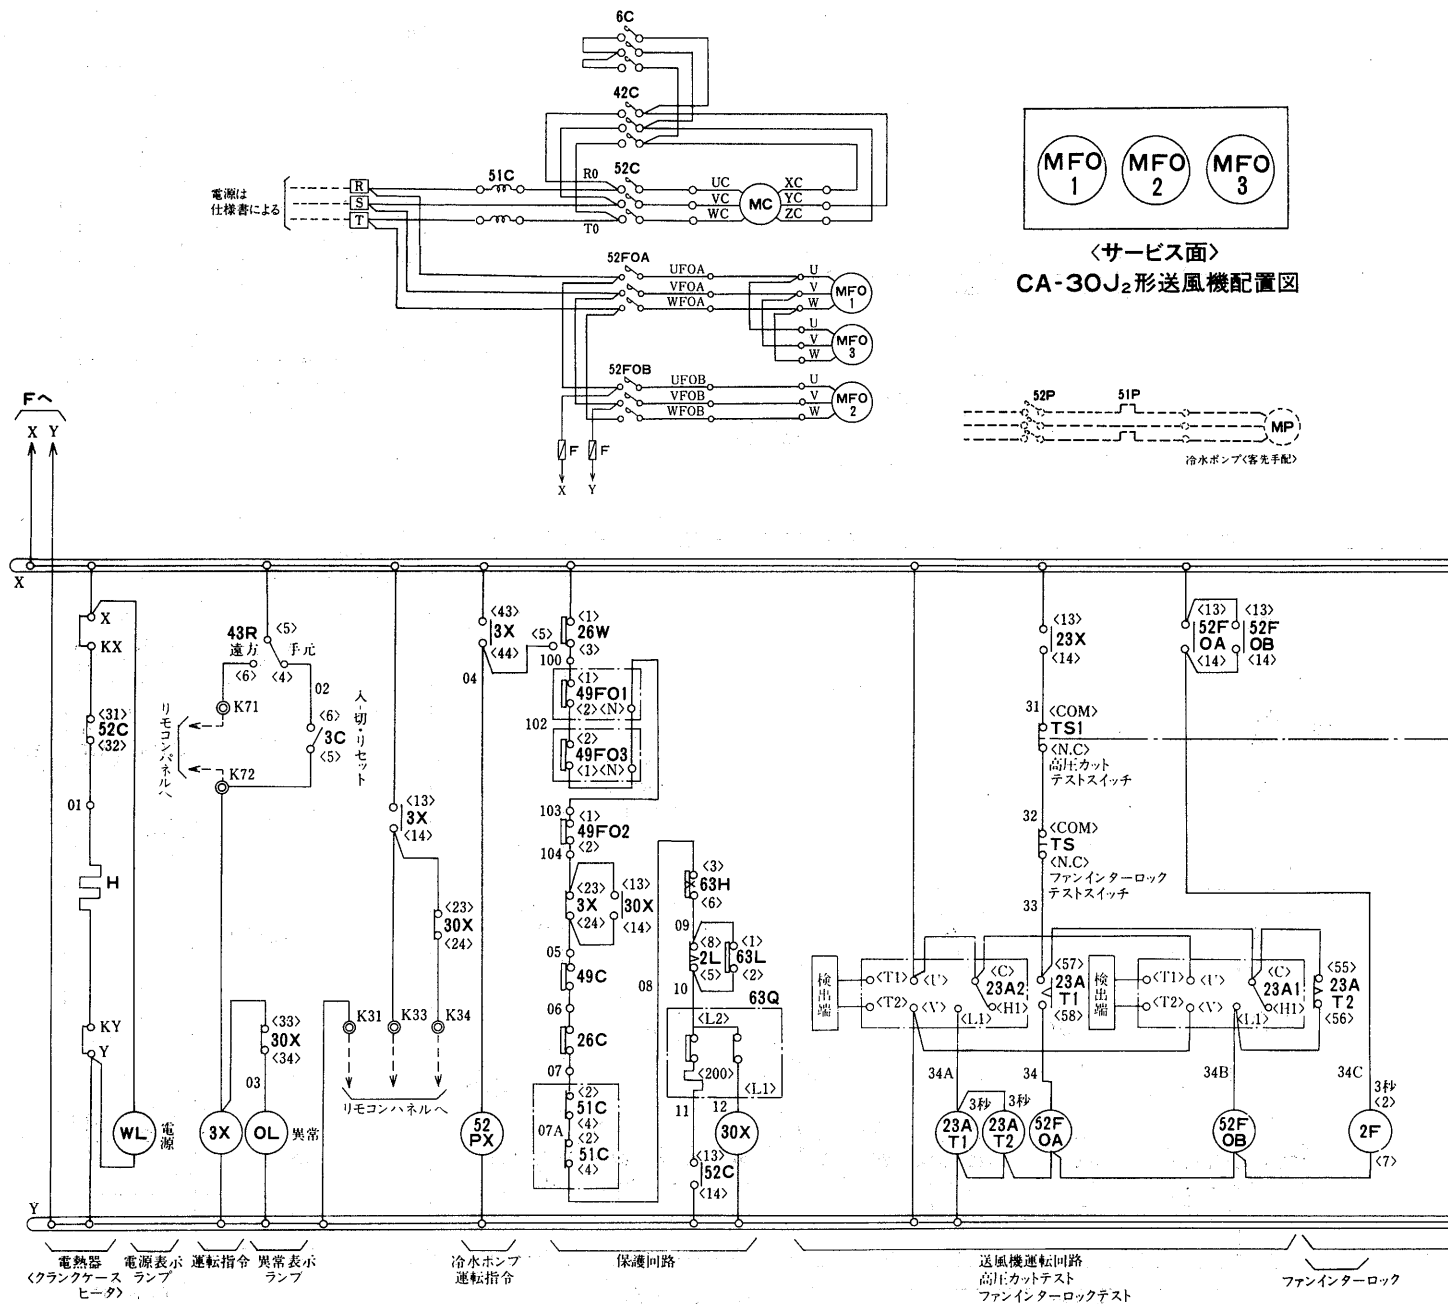 6C
42C
52C
51C
R0
T0
電源は
仕様書による
R
S
T
UC
VC
WC
MC
XC
YC
ZC
MFO
1
MFO
2
MFO
3
〈サービス面〉
CA-30J₂形送風機配置図
52FOA
UFOA
VFOA
WFOA
U
V
W
MFO
1
U
V
W
MFO
3
52FOB
UFOB
VFOB
WFOB
U
V
W
MFO
2
F
F
X
Y
52P
51P
MP
冷水ポンプ〈客先手配〉
Fへ
X
Y
X
X
KX
〈31〉
52C
〈32〉
01
H
KY
Y
WL
電源
43R
〈5〉
遠方
手元
〈6〉
〈4〉
02
K71
リモコンパネルへ
K72
〈6〉
3C
〈5〉
入-切・リセット
〈33〉
30X
〈34〉
03
3X
OL
異常
〈13〉
3X
〈14〉
〈23〉
30X
〈24〉
K31
K33
K34
リモコンパネルへ
〈43〉
3X
〈44〉
04
52
PX
〈5〉
〈1〉
26W
〈3〉
100
〈1〉
49FO1
〈2〉
〈N〉
102
〈2〉
49FO3
〈1〉
〈N〉
103
〈1〉
49FO2
〈2〉
104
〈23〉
3X
〈24〉
〈13〉
30X
〈14〉
05
49C
06
26C
07
〈2〉
51C
〈4〉
07A
〈2〉
51C
〈4〉
08
〈3〉
63H
〈6〉
09
〈8〉
2L
〈5〉
〈1〉
63L
〈2〉
10
63Q
〈L2〉
〈200〉
〈L1〉
11
12
30X
〈13〉
52C
〈14〉
〈13〉
23X
〈14〉
31
〈COM〉
TS1
〈N.C〉
高圧カット
テストスイッチ
32
〈COM〉
TS
〈N.C〉
ファンインターロック
テストスイッチ
33
〈13〉
52F
OA
〈14〉
〈13〉
52F
OB
〈14〉
検出端
〈T1〉
〈T2〉
〈U〉
〈V〉
〈C〉
23A2
〈L1〉
〈H1〉
〈57〉
23A
T1
〈58〉
検出端
〈T1〉
〈T2〉
〈U〉
〈V〉
〈C〉
23A1
〈L1〉
〈H1〉
〈55〉
23A
T2
〈56〉
34A
34
34B
34C
3秒
23A
T1
3秒
23A
T2
52F
OA
52F
OB
3秒
〈2〉
2F
〈7〉
Y
電熱器
〈クランクケース
ヒータ〉
電源表示
ランプ
運転指令
異常表示
ランプ
冷水ポンプ
運転指令
保護回路
送風機運転回路
高圧カットテスト
ファンインターロックテスト
ファンインターロック